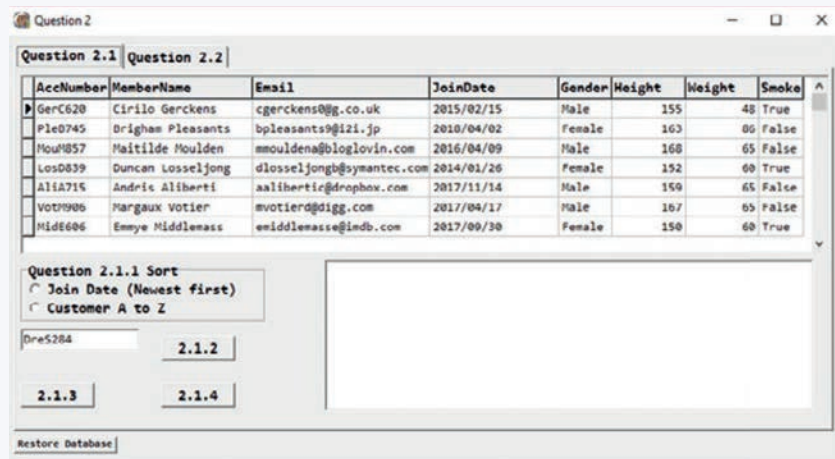 Question 2
Question 2.1 Question 2.2
AccNumber MemberName Email JoinDate Gender Height Weight Smoke
GerC620 Cirilo Gerckens cgerckens0@g.co.uk 2015/02/15 Male 155 48 True
PleB745 Brigham Pleasants bpleasants9@i2i.jp 2018/04/02 Female 163 86 False
MouM857 Maitilde Moulden mmouldena@bloglovin.com 2016/04/09 Male 168 65 False
LosD839 Duncan Losseljong dlosseljongb@symantec.com 2014/01/26 Female 152 60 True
AliA715 Andris Aliberti aalibertic@dropbox.com 2017/11/14 Male 159 65 False
VotM906 Margaux Votier mvotierd@digg.com 2017/04/17 Male 167 65 False
MidE606 Emmye Middlemass emiddlemasse@imdb.com 2017/09/30 Female 150 60 True
Question 2.1.1 Sort
Join Date (Newest first)
Customer A to Z
DreS284
2.1.2
2.1.3 2.1.4
Restore Database